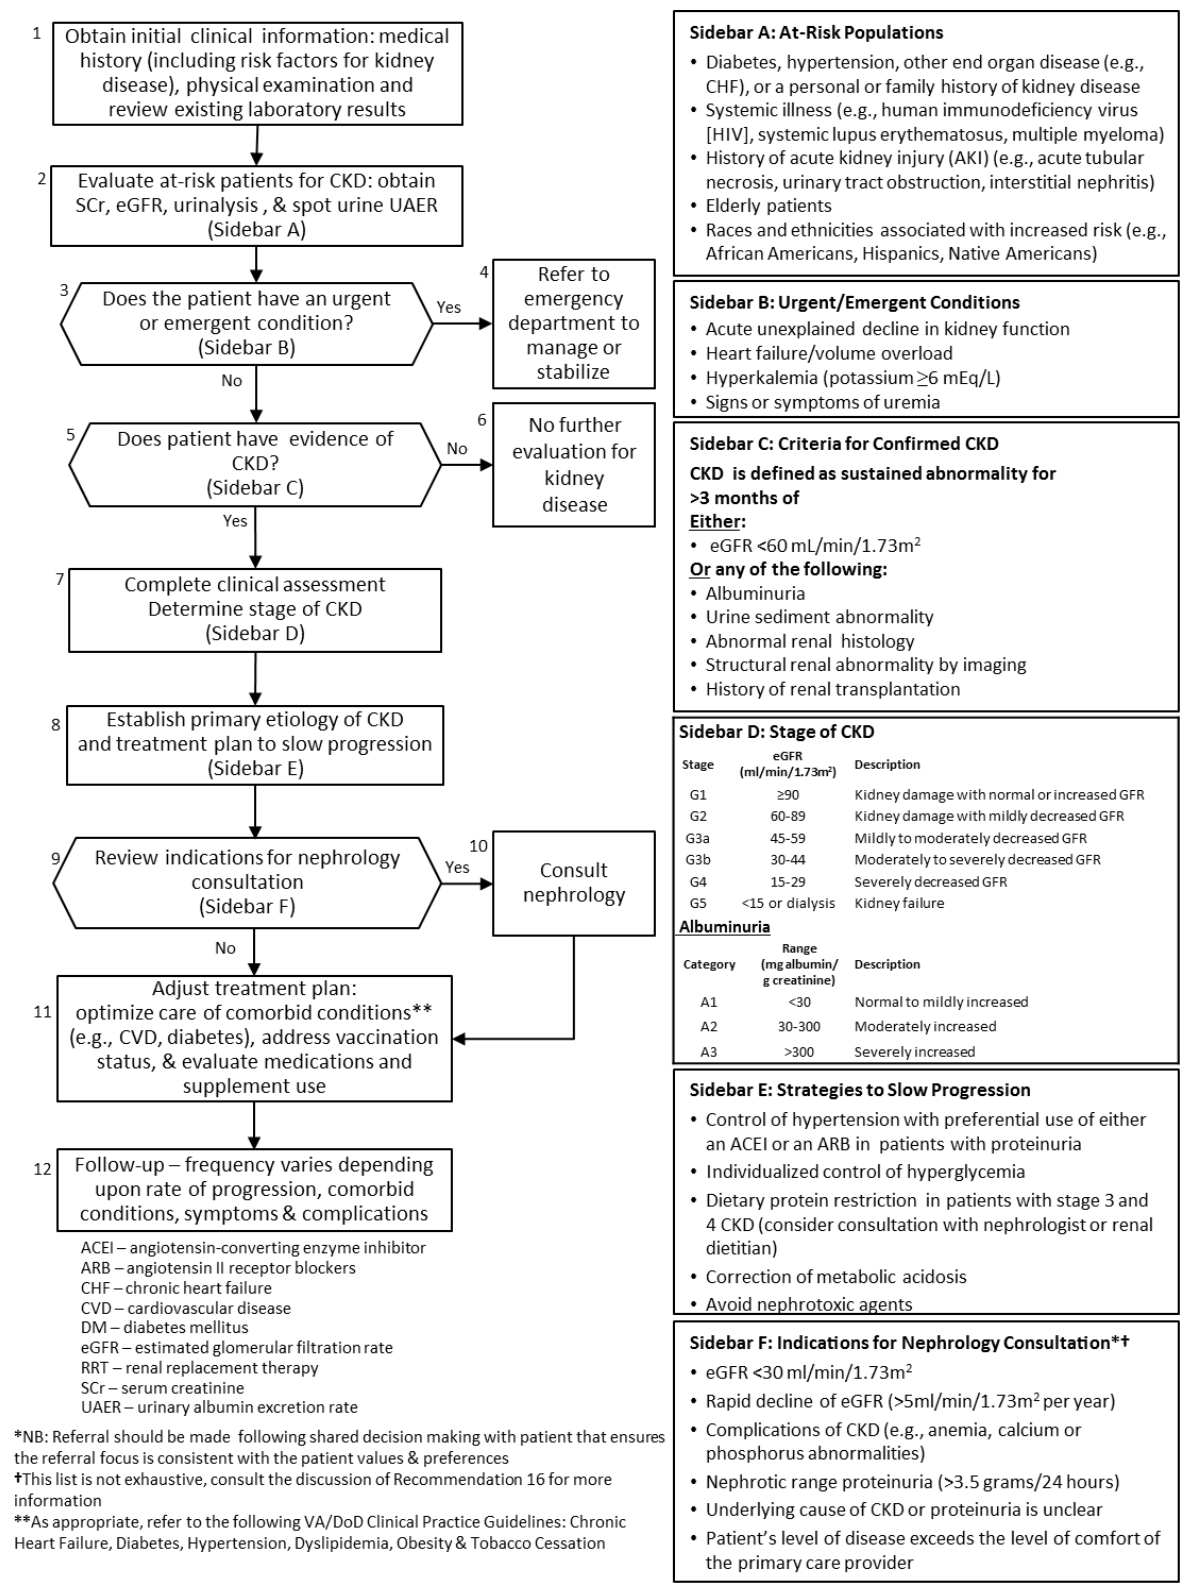 1
Obtain initial clinical information: medical
history (including risk factors for kidney
disease), physical examination and
review existing laboratory results
2
Evaluate at-risk patients for CKD: obtain
SCr, eGFR, urinalysis , & spot urine UAER
(Sidebar A)
3
Does the patient have an urgent
or emergent condition?
(Sidebar B)
Yes
4
Refer to
emergency
department to
manage or
stabilize
No
5
Does patient have evidence of
CKD?
(Sidebar C)
No
6
No further
evaluation for
kidney
disease
Yes
7
Complete clinical assessment
Determine stage of CKD
(Sidebar D)
8
Establish primary etiology of CKD
and treatment plan to slow progression
(Sidebar E)
9
Review indications for nephrology
consultation
(Sidebar F)
Yes
10
Consult
nephrology
No
11
Adjust treatment plan:
optimize care of comorbid conditions**
(e.g., CVD, diabetes), address vaccination
status, & evaluate medications and
supplement use
12
Follow-up – frequency varies depending
upon rate of progression, comorbid
conditions, symptoms & complications
ACEI – angiotensin-converting enzyme inhibitor
ARB – angiotensin II receptor blockers
CHF – chronic heart failure
CVD – cardiovascular disease
DM – diabetes mellitus
eGFR – estimated glomerular filtration rate
RRT – renal replacement therapy
SCr – serum creatinine
UAER – urinary albumin excretion rate
*NB: Referral should be made following shared decision making with patient that ensures
the referral focus is consistent with the patient values & preferences
†This list is not exhaustive, consult the discussion of Recommendation 16 for more
information
**As appropriate, refer to the following VA/DoD Clinical Practice Guidelines: Chronic
Heart Failure, Diabetes, Hypertension, Dyslipidemia, Obesity & Tobacco Cessation
Sidebar A: At-Risk Populations
• Diabetes, hypertension, other end organ disease (e.g.,
CHF), or a personal or family history of kidney disease
• Systemic illness (e.g., human immunodeficiency virus
[HIV], systemic lupus erythematosus, multiple myeloma)
• History of acute kidney injury (AKI) (e.g., acute tubular
necrosis, urinary tract obstruction, interstitial nephritis)
• Elderly patients
• Races and ethnicities associated with increased risk (e.g.,
African Americans, Hispanics, Native Americans)
Sidebar B: Urgent/Emergent Conditions
• Acute unexplained decline in kidney function
• Heart failure/volume overload
• Hyperkalemia (potassium ≥6 mEq/L)
• Signs or symptoms of uremia
Sidebar C: Criteria for Confirmed CKD
CKD is defined as sustained abnormality for
>3 months of
Either:
• eGFR <60 mL/min/1.73m²
Or any of the following:
• Albuminuria
• Urine sediment abnormality
• Abnormal renal histology
• Structural renal abnormality by imaging
• History of renal transplantation
Sidebar D: Stage of CKD
Stage eGFR (ml/min/1.73m²) Description
G1 ≥90 Kidney damage with normal or increased GFR
G2 60-89 Kidney damage with mildly decreased GFR
G3a 45-59 Mildly to moderately decreased GFR
G3b 30-44 Moderately to severely decreased GFR
G4 15-29 Severely decreased GFR
G5 <15 or dialysis Kidney failure
Albuminuria
Category Range (mg albumin/ g creatinine) Description
A1 <30 Normal to mildly increased
A2 30-300 Moderately increased
A3 >300 Severely increased
Sidebar E: Strategies to Slow Progression
• Control of hypertension with preferential use of either
an ACEI or an ARB in patients with proteinuria
• Individualized control of hyperglycemia
• Dietary protein restriction in patients with stage 3 and
4 CKD (consider consultation with nephrologist or renal
dietitian)
• Correction of metabolic acidosis
• Avoid nephrotoxic agents
Sidebar F: Indications for Nephrology Consultation*†
• eGFR <30 ml/min/1.73m²
• Rapid decline of eGFR (>5ml/min/1.73m² per year)
• Complications of CKD (e.g., anemia, calcium or
phosphorus abnormalities)
• Nephrotic range proteinuria (>3.5 grams/24 hours)
• Underlying cause of CKD or proteinuria is unclear
• Patient's level of disease exceeds the level of comfort of
the primary care provider